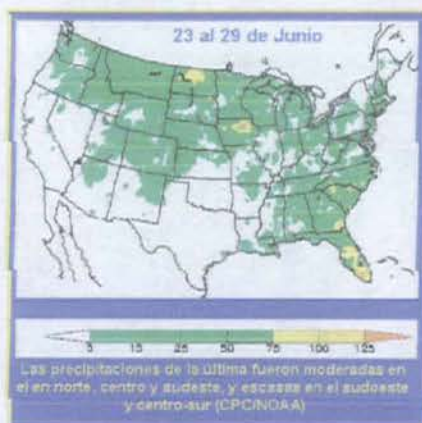 23 al 29 de Junio
5 15 25 50 75 100 125
Las precipitaciones de la última fueron moderadas en
el en norte, centro y sudeste, y escasas en el sudoeste
y centro-sur (CPC/NOAA)